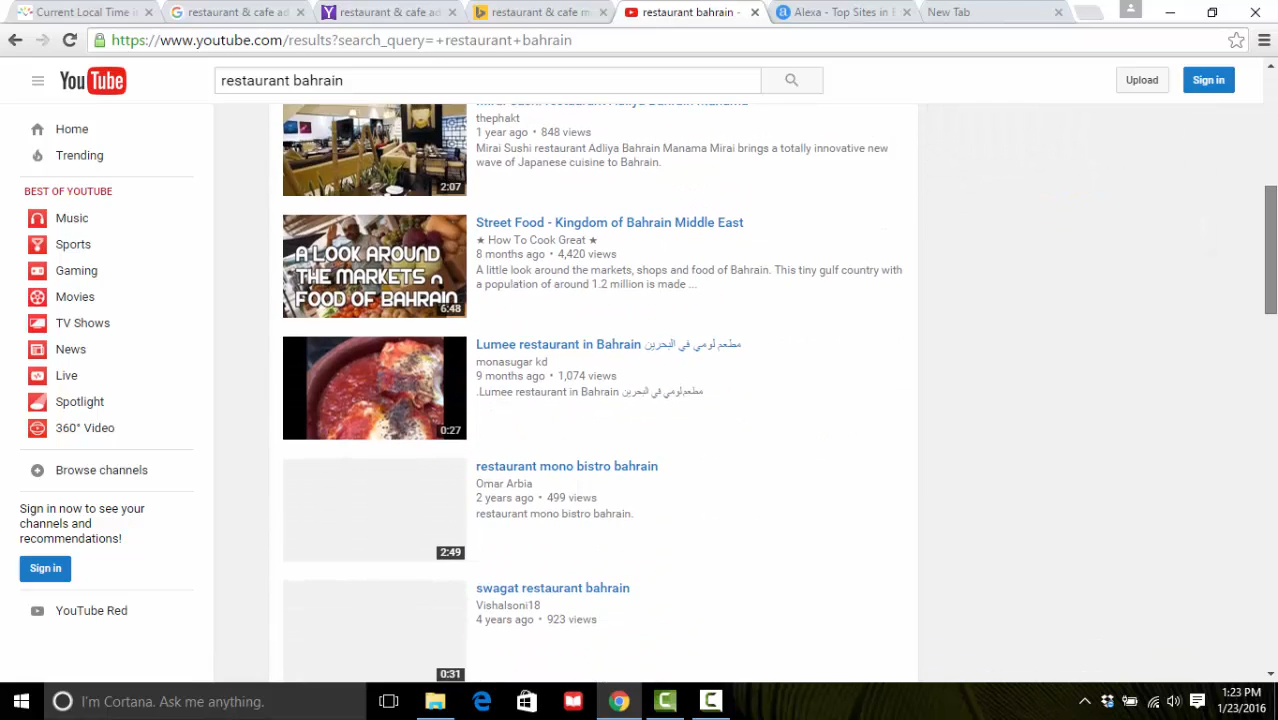 Current Local Time i
restaurant & cafe ad
restaurant & cafe ad
restaurant & cafe m
restaurant bahrain -
Alexa - Top Sites in
New Tab
https://www.youtube.com/results?search_query=+restaurant+bahrain
YouTube
restaurant bahrain
Upload
Sign in
Home
Trending
BEST OF YOUTUBE
Music
Sports
Gaming
Movies
TV Shows
News
Live
Spotlight
360° Video
Browse channels
Sign in now to see your
channels and
recommendations!
Sign in
YouTube Red
Mirai Sushi restaurant Adliya Bahrain Manama
thephakt
1 year ago • 848 views
Mirai Sushi restaurant Adliya Bahrain Manama Mirai brings a totally innovative new
wave of Japanese cuisine to Bahrain.
2:07
A LOOK AROUND
THE MARKETS n
FOOD OF BAHRAIN
6:48
Street Food - Kingdom of Bahrain Middle East
★ How To Cook Great ★
8 months ago • 4,420 views
A little look around the markets, shops and food of Bahrain. This tiny gulf country with
a population of around 1.2 million is made ...
0:27
Lumee restaurant in Bahrain مطعم لومي في البحرين
monasugar kd
9 months ago • 1,074 views
.Lumee restaurant in Bahrain مطعم لومي في البحرين
2:49
restaurant mono bistro bahrain
Omar Arbia
2 years ago • 499 views
restaurant mono bistro bahrain.
0:31
swagat restaurant bahrain
Vishalsoni18
4 years ago • 923 views
I'm Cortana. Ask me anything.
1:23 PM
1/23/2016